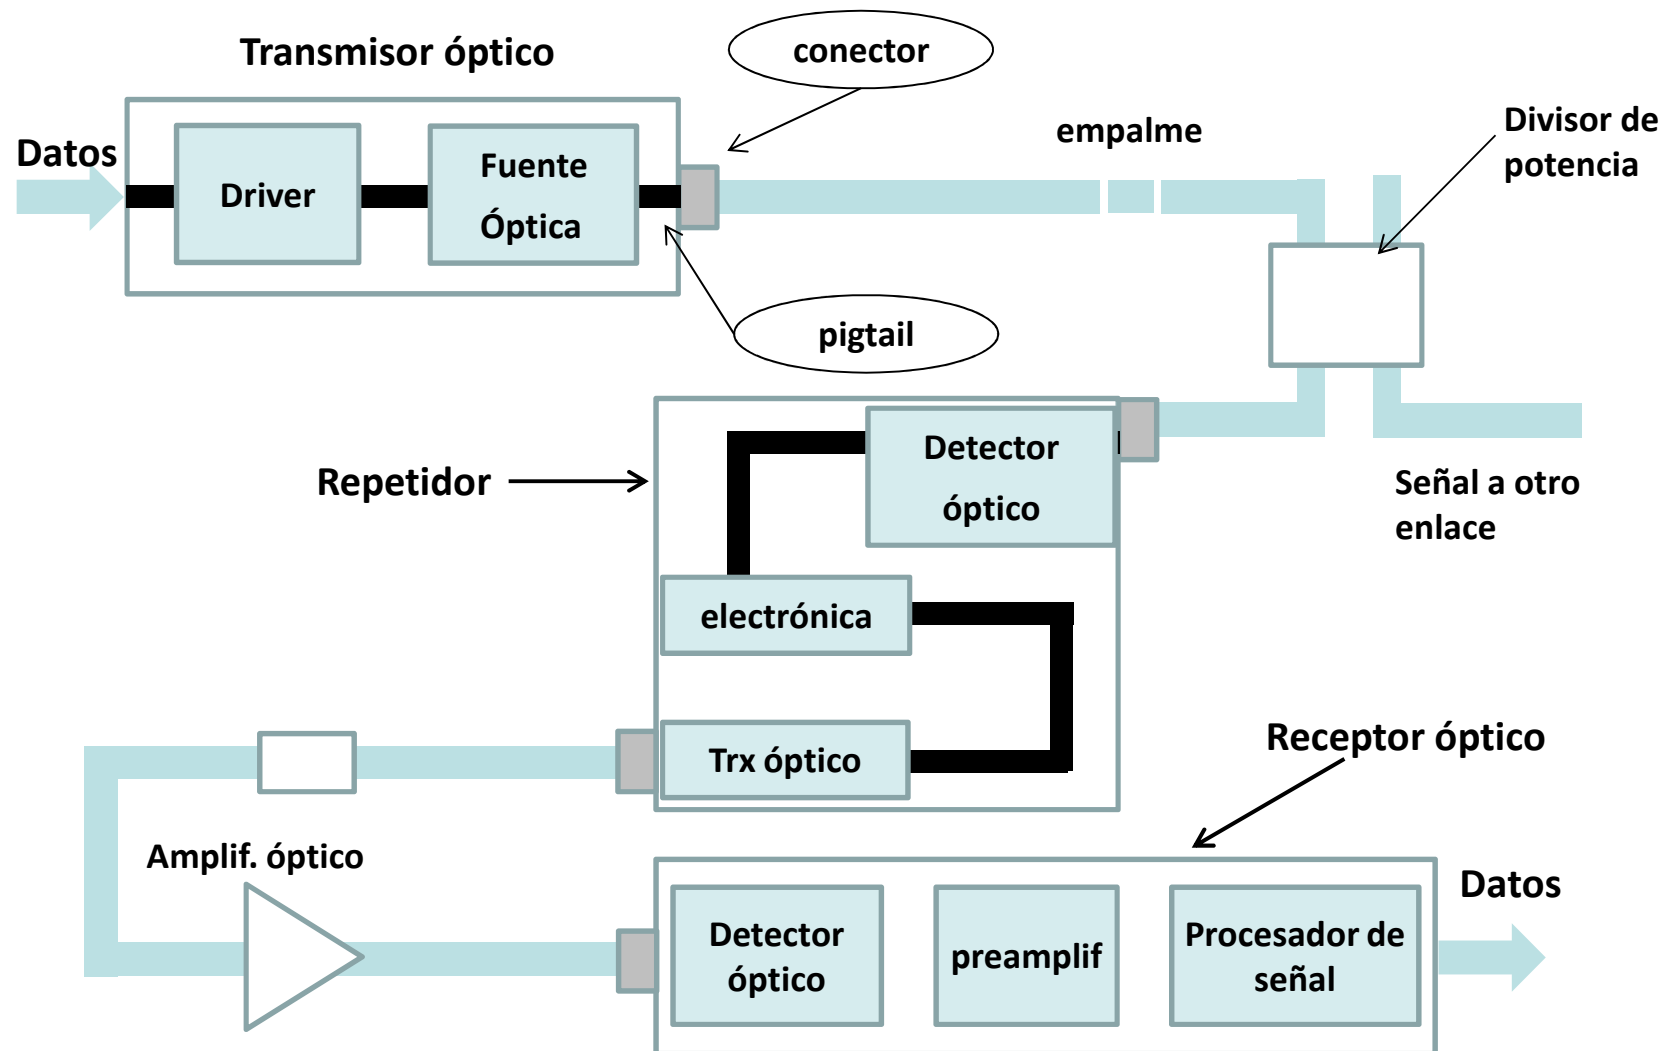 Transmisor óptico
conector
Datos
Driver
Fuente
Óptica
empalme
Divisor de
potencia
pigtail
Repetidor
Detector
óptico
Señal a otro
enlace
electrónica
Trx óptico
Receptor óptico
Amplif. óptico
Detector
óptico
preamplif
Procesador de
señal
Datos